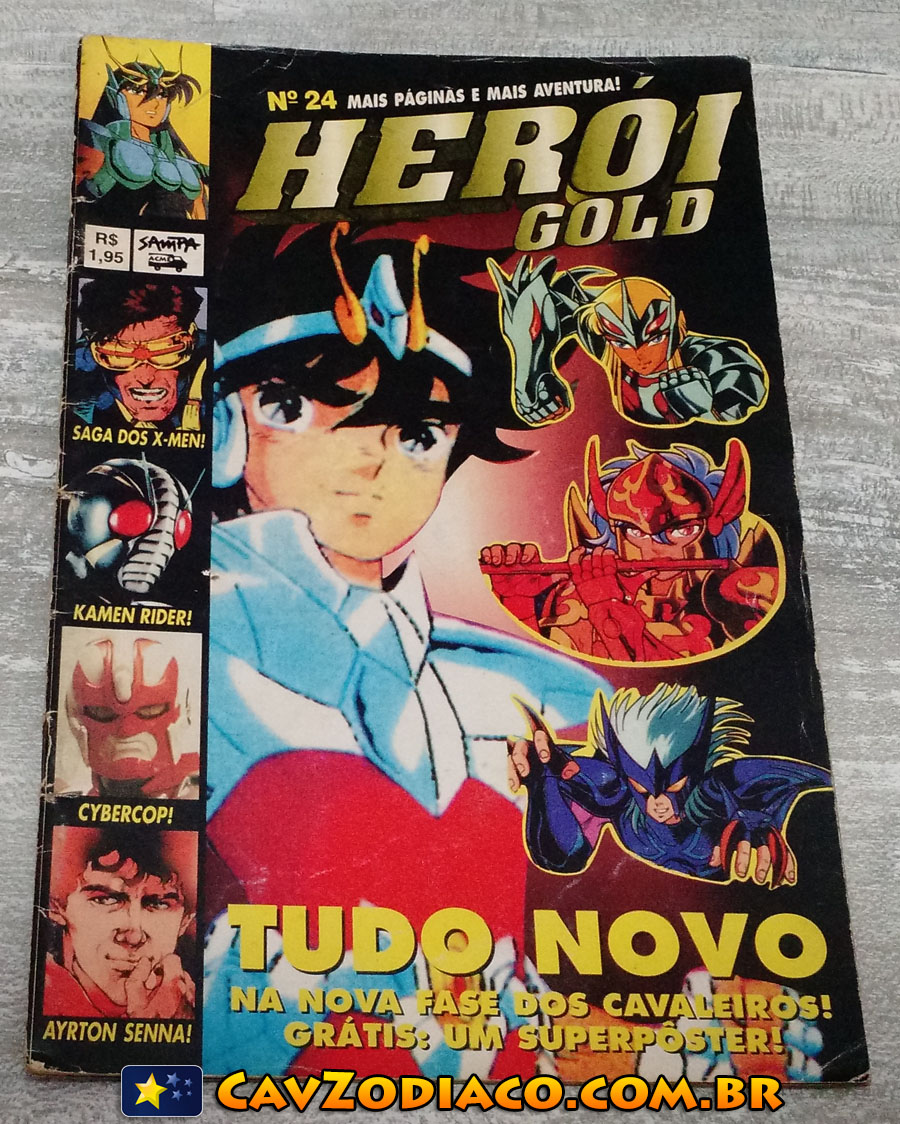 Nº 24 MAIS PÁGINÀS E MAIS AVENTURA!
HERÓI
GOLD
R$
1,95
SAMPA
ACME
SAGA DOS X-MEN!
KAMEN RIDER!
CYBERCOP!
AYRTON SENNA!
TUDO NOVO
NA NOVA FASE DOS CAVALEIROS!
GRÁTIS: UM SUPERPÔSTER!
CAVZODIACO.COM.BR